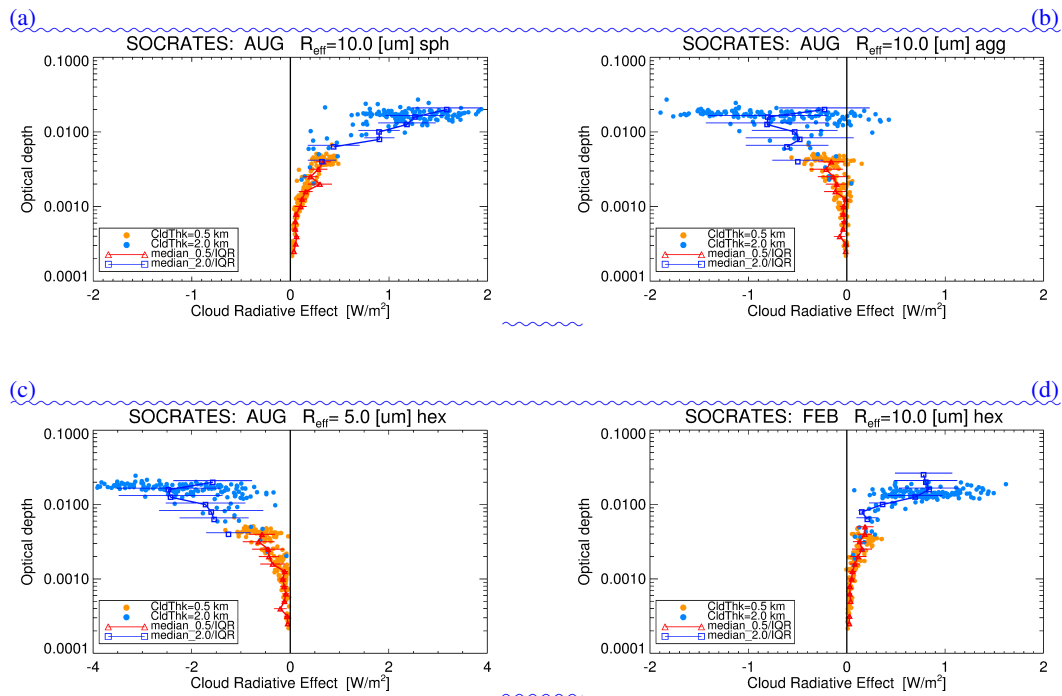 (a)
(b)
SOCRATES: AUG R_eff=10.0 [um] sph
SOCRATES: AUG R_eff=10.0 [um] agg
0.1000
0.0100
0.0010
0.0001
Optical depth
CldThk=0.5 km
CldThk=2.0 km
median_0.5/IQR
median_2.0/IQR
-2 -1 0 1 2
Cloud Radiative Effect [W/m²]
0.1000
0.0100
0.0010
0.0001
Optical depth
CldThk=0.5 km
CldThk=2.0 km
median_0.5/IQR
median_2.0/IQR
-2 -1 0 1 2
Cloud Radiative Effect [W/m²]
(c)
(d)
SOCRATES: AUG R_eff= 5.0 [um] hex
SOCRATES: FEB R_eff=10.0 [um] hex
0.1000
0.0100
0.0010
0.0001
Optical depth
CldThk=0.5 km
CldThk=2.0 km
median_0.5/IQR
median_2.0/IQR
-4 -2 0 2 4
Cloud Radiative Effect [W/m²]
0.1000
0.0100
0.0010
0.0001
Optical depth
CldThk=0.5 km
CldThk=2.0 km
median_0.5/IQR
median_2.0/IQR
-2 -1 0 1 2
Cloud Radiative Effect [W/m²]